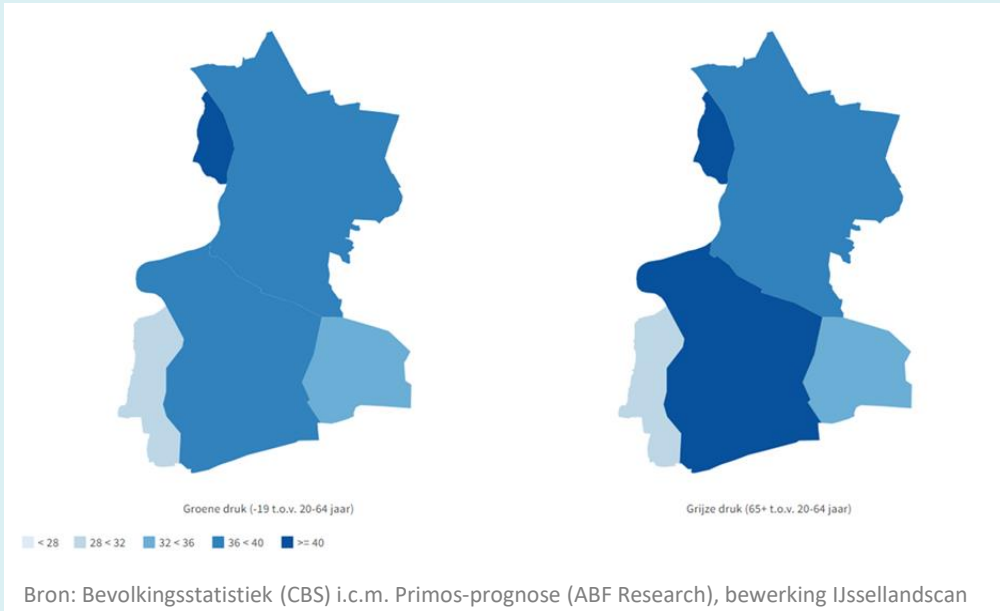 Groene druk (-19 t.o.v. 20-64 jaar)
Grijze druk (65+ t.o.v. 20-64 jaar)
< 28
28 < 32
32 < 36
36 < 40
>= 40
Bron: Bevolkingsstatistiek (CBS) i.c.m. Primos-prognose (ABF Research), bewerking IJssellandscan